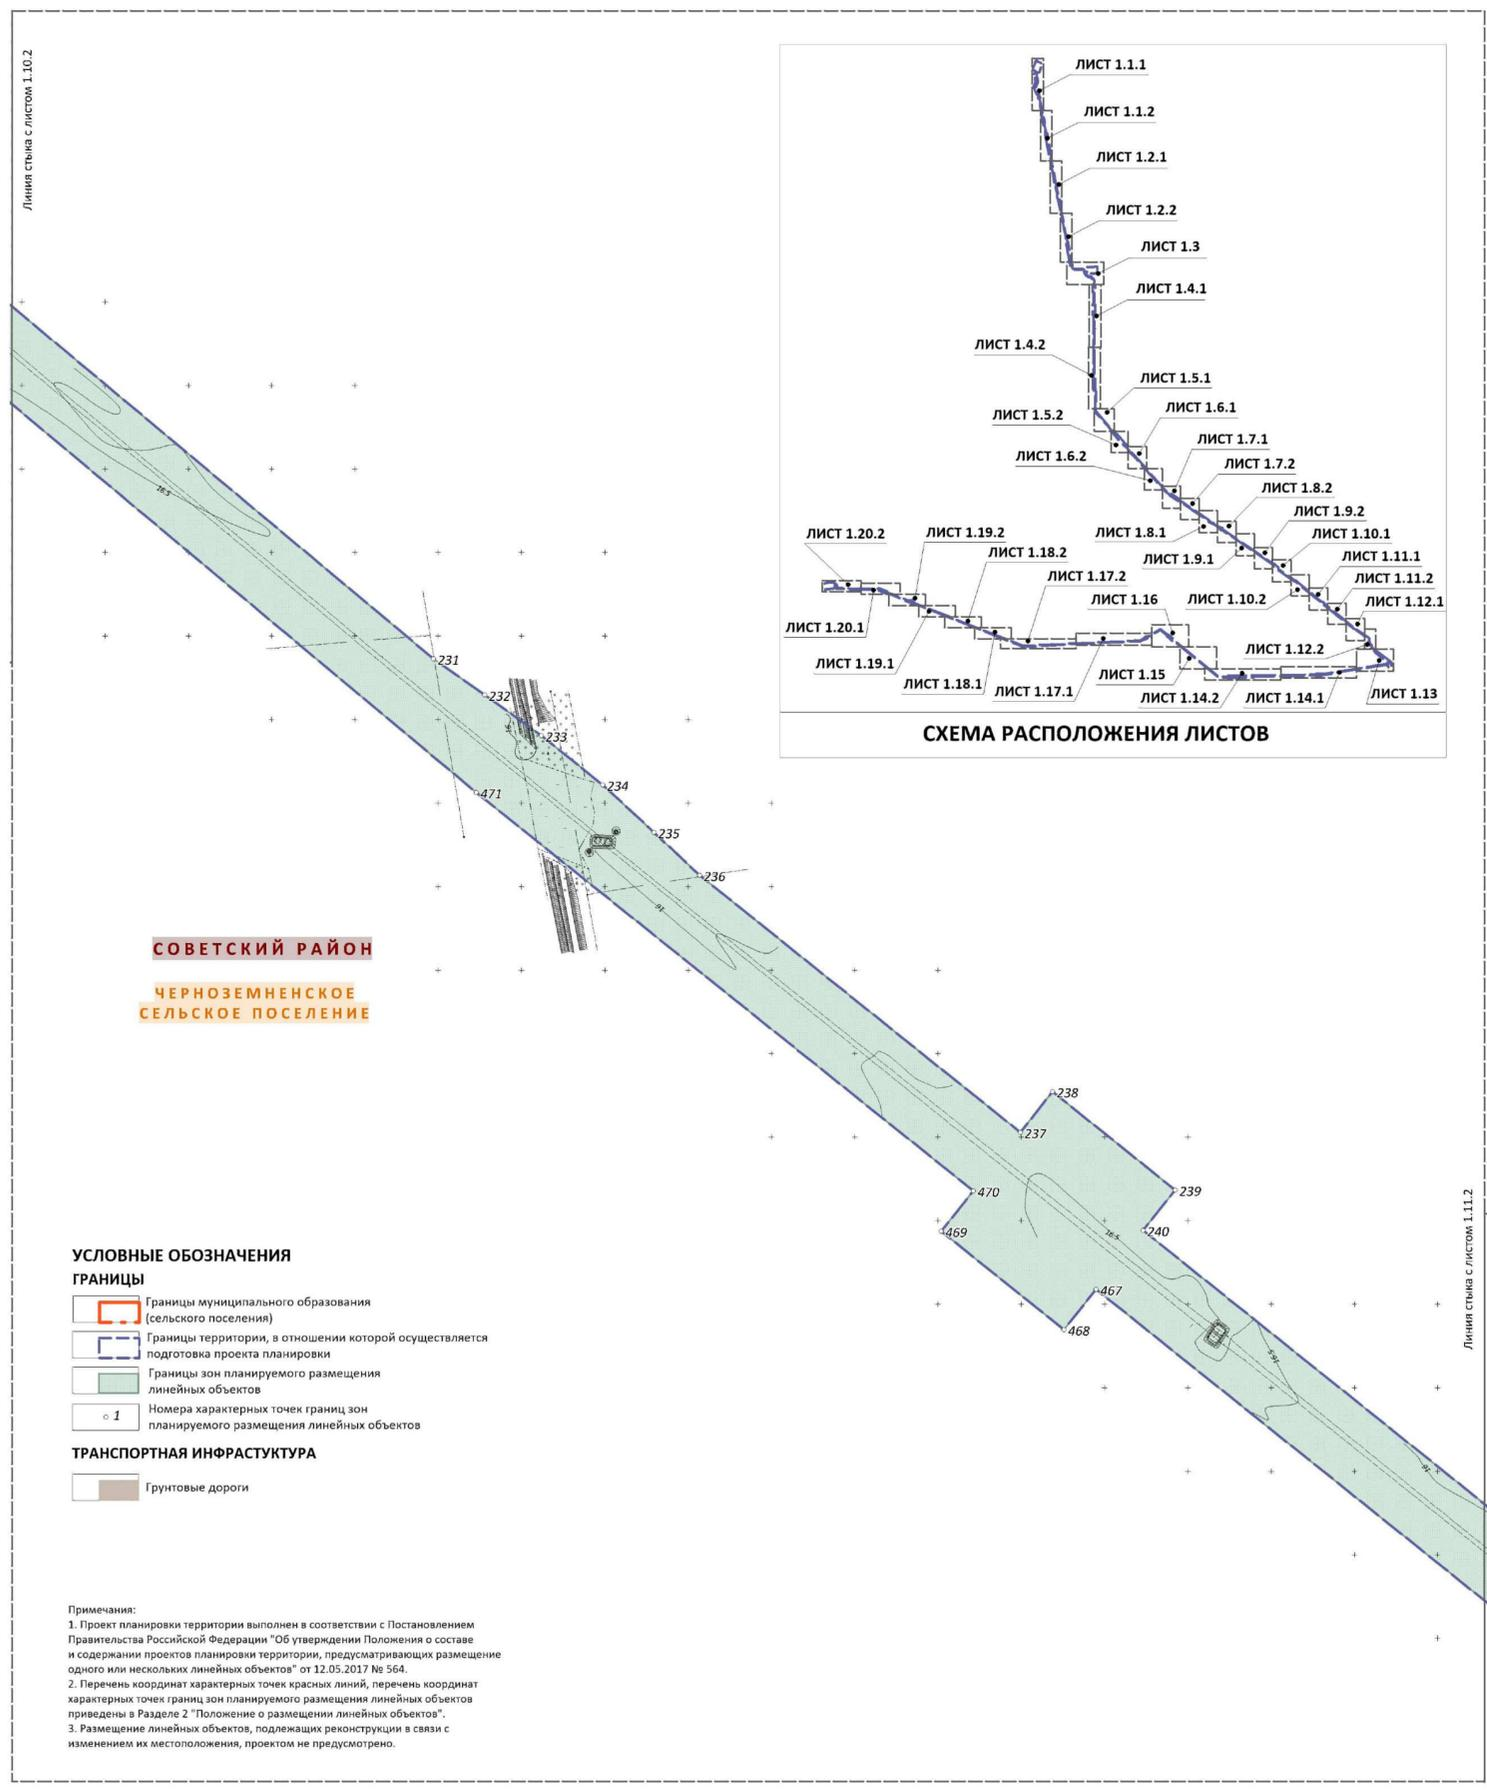 Линия стыка с листом 1.10.2
ЛИСТ 1.1.1
ЛИСТ 1.1.2
ЛИСТ 1.2.1
ЛИСТ 1.2.2
ЛИСТ 1.3
ЛИСТ 1.4.1
ЛИСТ 1.4.2
ЛИСТ 1.5.1
ЛИСТ 1.5.2
ЛИСТ 1.6.1
ЛИСТ 1.6.2
ЛИСТ 1.7.1
ЛИСТ 1.7.2
ЛИСТ 1.8.2
ЛИСТ 1.8.1
ЛИСТ 1.9.2
ЛИСТ 1.9.1
ЛИСТ 1.10.1
ЛИСТ 1.11.1
ЛИСТ 1.11.2
ЛИСТ 1.10.2
ЛИСТ 1.12.1
ЛИСТ 1.12.2
ЛИСТ 1.13
ЛИСТ 1.20.2
ЛИСТ 1.19.2
ЛИСТ 1.18.2
ЛИСТ 1.17.2
ЛИСТ 1.16
ЛИСТ 1.20.1
ЛИСТ 1.19.1
ЛИСТ 1.18.1
ЛИСТ 1.17.1
ЛИСТ 1.15
ЛИСТ 1.14.2
ЛИСТ 1.14.1
СХЕМА РАСПОЛОЖЕНИЯ ЛИСТОВ
16.5
231
232
233
234
471
235
236
16
СОВЕТСКИЙ РАЙОН
ЧЕРНОЗЕМНЕНСКОЕ
СЕЛЬСКОЕ ПОСЕЛЕНИЕ
238
237
470
239
469
240
16.5
467
468
16.5
16
Линия стыка с листом 1.11.2
УСЛОВНЫЕ ОБОЗНАЧЕНИЯ
ГРАНИЦЫ
Границы муниципального образования
(сельского поселения)
Границы территории, в отношении которой осуществляется
подготовка проекта планировки
Границы зон планируемого размещения
линейных объектов
1
Номера характерных точек границ зон
планируемого размещения линейных объектов
ТРАНСПОРТНАЯ ИНФРАСТУКТУРА
Грунтовые дороги
Примечания:
1. Проект планировки территории выполнен в соответствии с Постановлением
Правительства Российской Федерации "Об утверждении Положения о составе
и содержании проектов планировки территории, предусматривающих размещение
одного или нескольких линейных объектов" от 12.05.2017 № 564.
2. Перечень координат характерных точек красных линий, перечень координат
характерных точек границ зон планируемого размещения линейных объектов
приведены в Разделе 2 "Положение о размещении линейных объектов".
3. Размещение линейных объектов, подлежащих реконструкции в связи с
изменением их местоположения, проектом не предусмотрено.